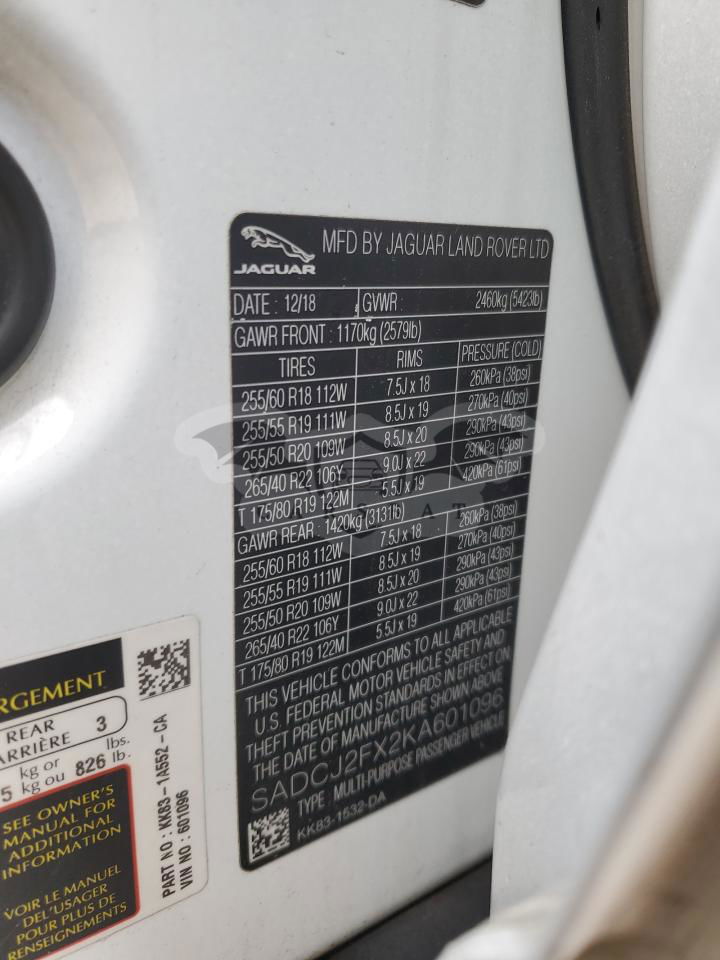 JAGUAR
MFD BY JAGUAR LAND ROVER LTD
DATE : 12/18 GVWR : 2460kg (5423lb)
GAWR FRONT : 1170kg (2579lb)
TIRES RIMS PRESSURE (COLD)
255/60 R18 112W 7.5J x 18 260kPa (38psi)
255/55 R19 111W 8.5J x 19 270kPa (40psi)
255/50 R20 109W 8.5J x 20 290kPa (43psi)
265/40 R22 106Y 9.0J x 22 290kPa (43psi)
T 175/80 R19 122M 5.5J x 19 420kPa (61psi)
GAWR REAR : 1420kg (3131lb)
255/60 R18 112W 7.5J x 18 260kPa (38psi)
255/55 R19 111W 8.5J x 19 270kPa (40psi)
255/50 R20 109W 8.5J x 20 290kPa (43psi)
265/40 R22 106Y 9.0J x 22 290kPa (43psi)
T 175/80 R19 122M 5.5J x 19 420kPa (61psi)
THIS VEHICLE CONFORMS TO ALL APPLICABLE
U.S. FEDERAL MOTOR VEHICLE SAFETY AND
THEFT PREVENTION STANDARDS IN EFFECT ON
THE DATE OF MANUFACTURE SHOWN ABOVE
SADCJ2FX2KA601096
TYPE : MULTI-PURPOSE PASSENGER VEHICLE
KK83-1532-DA
RGEMENT
REAR 3
ARRIÈRE
5 kg or lbs.
kg ou 826 lb.
SEE OWNER'S
MANUAL FOR
ADDITIONAL
INFORMATION
VOIR LE MANUEL
DEL'USAGER
POUR PLUS DE
RENSEIGNEMENTS
PART NO : KK83-1A552-CA
VIN NO : 601096